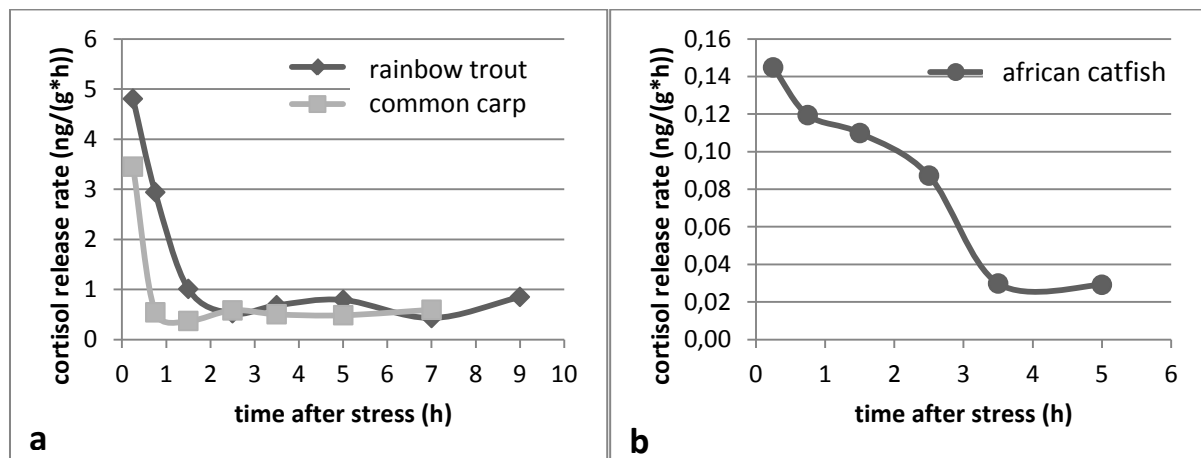 cortisol release rate (ng/(g*h))
6
5
4
3
2
1
0
rainbow trout
common carp
0 1 2 3 4 5 6 7 8 9 10
time after stress (h)
a
cortisol release rate (ng/(g*h))
0,16
0,14
0,12
0,10
0,08
0,06
0,04
0,02
0,00
african catfish
0 1 2 3 4 5 6
time after stress (h)
b